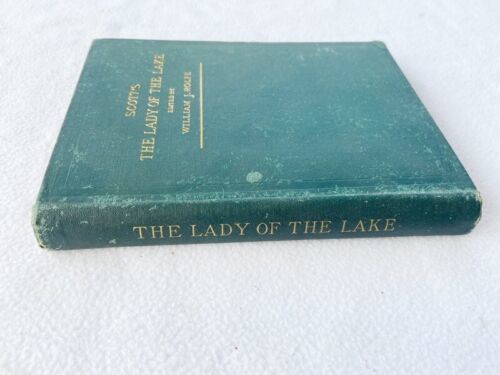 SCOTT'S
THE LADY OF THE LAKE
EDITED BY
WILLIAM J. ROLFE
THE LADY OF THE LAKE